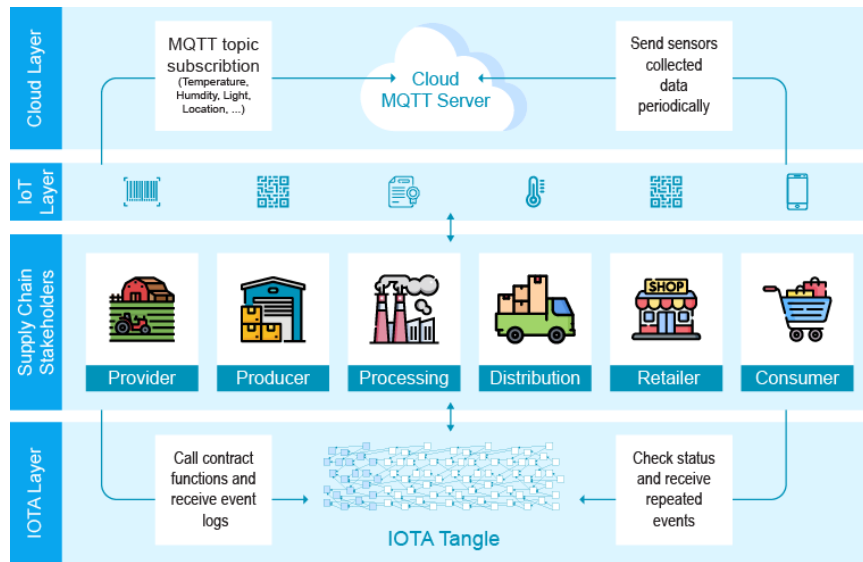 Cloud Layer
MQTT topic
subscribtion
(Temperature,
Humdity, Light,
Location, ...)
Cloud
MQTT Server
Send sensors
collected
data
periodically
IoT
Layer
Supply Chain
Stakeholders
SHOP
Provider
Producer
Processing
Distribution
Retailer
Consumer
IOTA Layer
Call contract
functions and
receive event
logs
IOTA Tangle
Check status
and receive
repeated
events